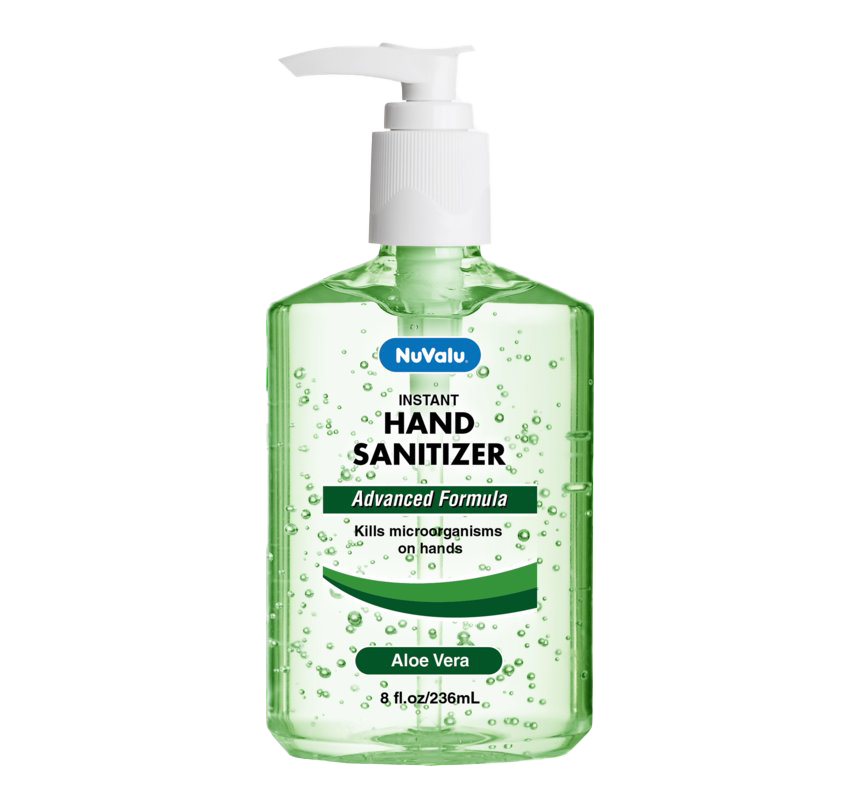 NuValu®
INSTANT
HAND
SANITIZER
Advanced Formula
Kills microorganisms
on hands
Aloe Vera
8 fl.oz/236mL